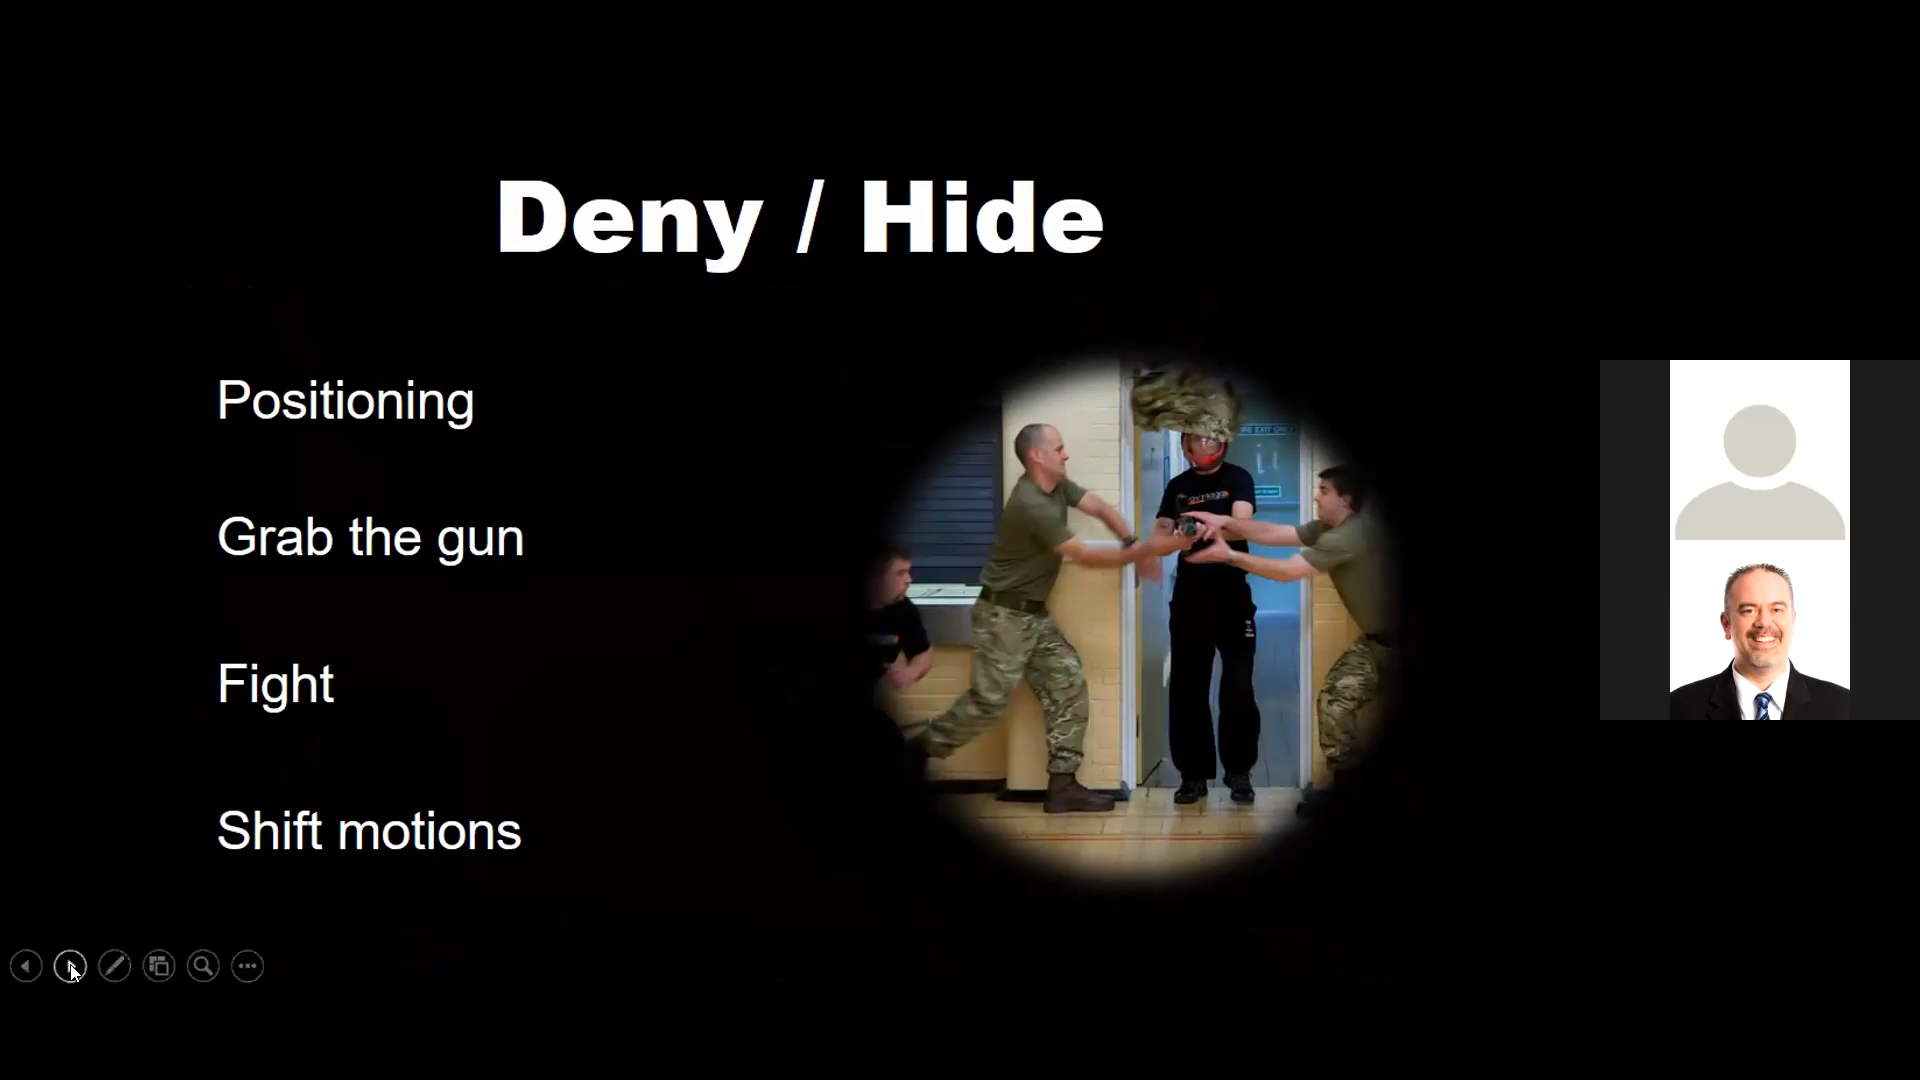 Deny / Hide
Positioning
Grab the gun
Fight
Shift motions